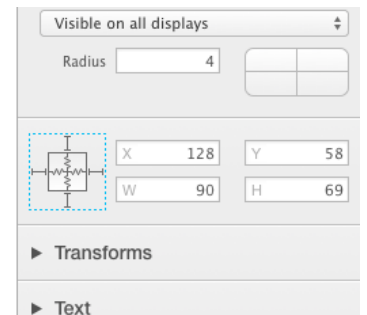 Visible on all displays
Radius 4
X 128 Y 58
W 90 H 69
Transforms
Text